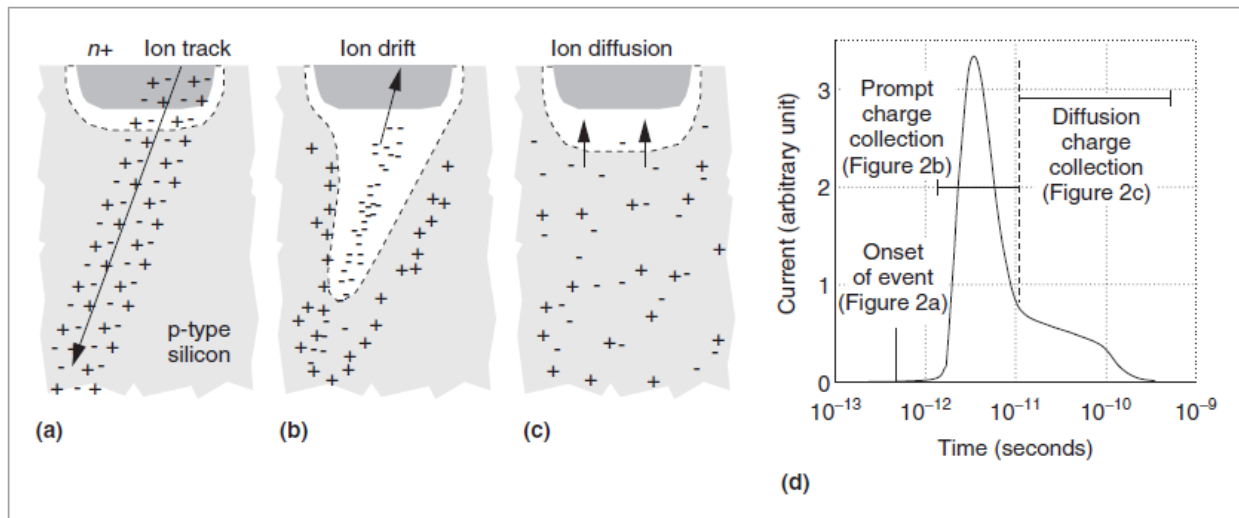 n+ Ion track
p-type
silicon
(a)
Ion drift
(b)
Ion diffusion
(c)
Current (arbitrary unit)
3
2
1
0
Prompt
charge
collection
(Figure 2b)
Diffusion
charge
collection
(Figure 2c)
Onset
of event
(Figure 2a)
10–13 10–12 10–11 10–10 10–9
Time (seconds)
(d)